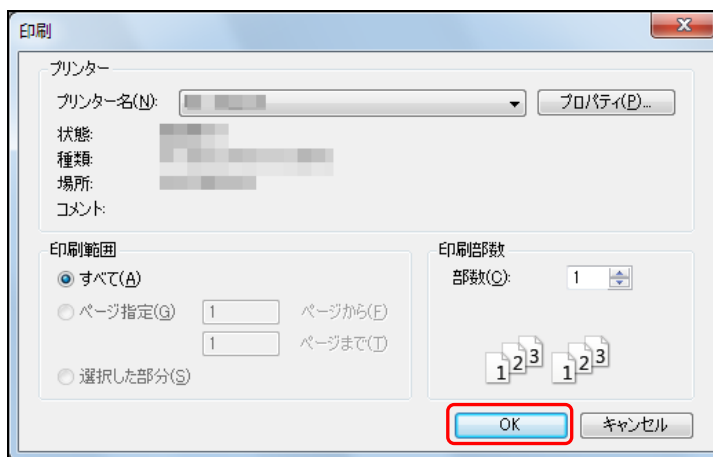 印刷
プリンター
プリンター名(N):
プロパティ(P)...
状態:
種類:
場所:
コメント:
印刷範囲
すべて(A)
ページ指定(G) 1 ページから(F)
1 ページまで(T)
選択した部分(S)
印刷部数
部数(C): 1
1 2 3 1 2 3
OK キャンセル